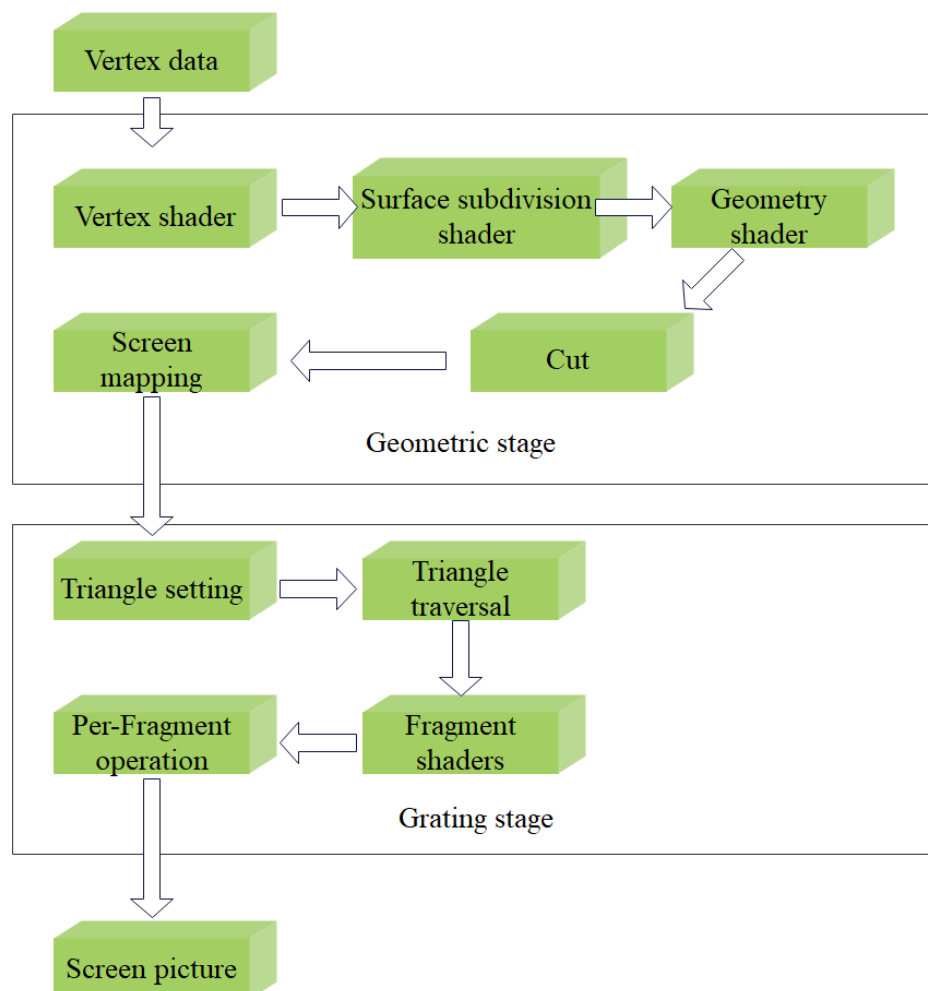 Vertex data
Vertex shader
Surface subdivision
shader
Geometry
shader
Cut
Screen
mapping
Geometric stage
Triangle setting
Triangle
traversal
Fragment
shaders
Per-Fragment
operation
Grating stage
Screen picture